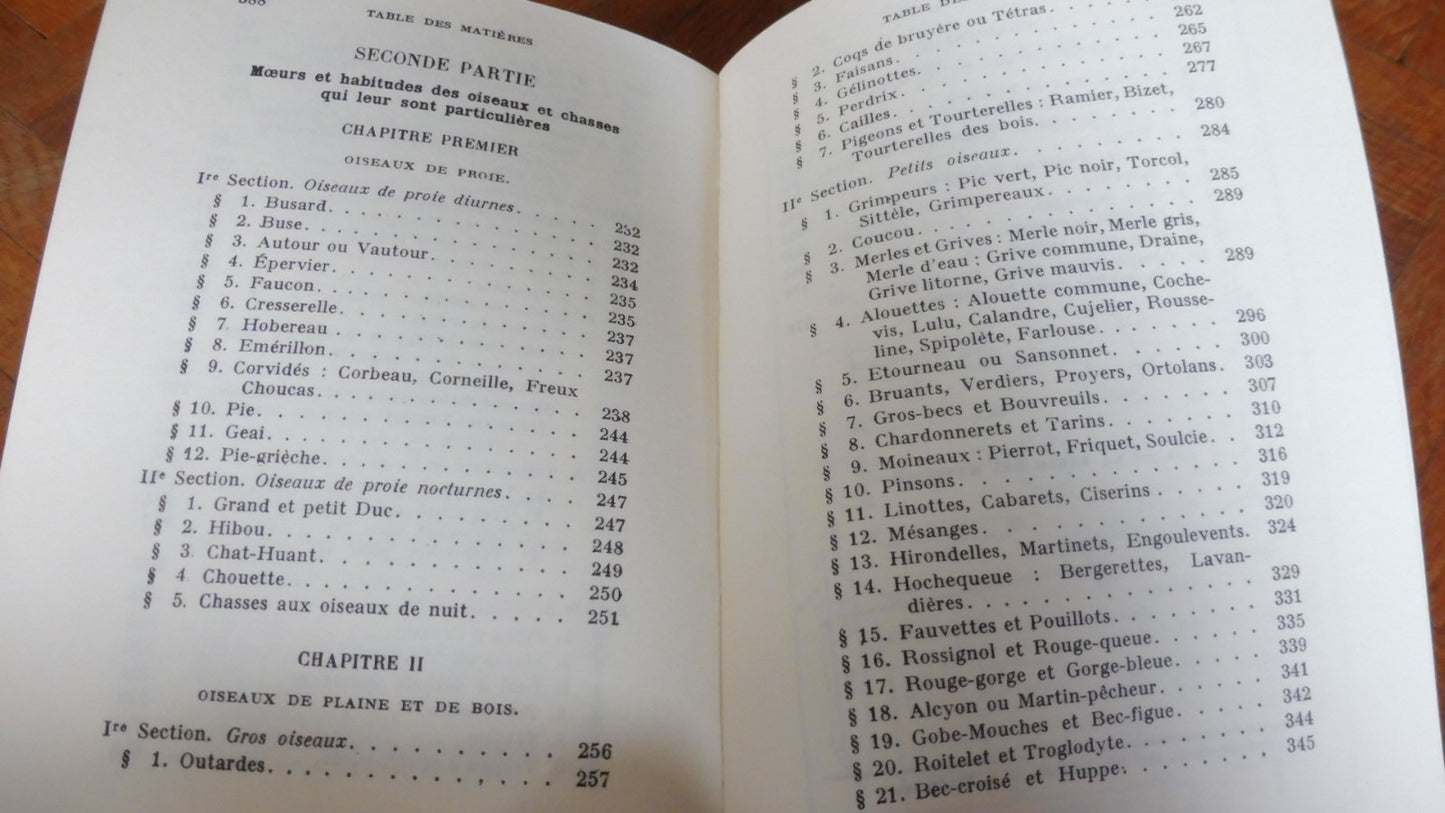 388
TABLE DES MATIÈRES
SECONDE PARTIE
Mœurs et habitudes des oiseaux et chasses
qui leur sont particulières
CHAPITRE PREMIER
OISEAUX DE PROIE.
Ire Section. Oiseaux de proie diurnes. . . . . 232
§ 1. Busard. . . . . . . . . . . . 232
§ 2. Buse. . . . . . . . . . . . . 232
§ 3. Autour ou Vautour. . . . . . . . 234
§ 4. Épervier. . . . . . . . . . . . 235
§ 5. Faucon. . . . . . . . . . . . 235
§ 6. Cresserelle. . . . . . . . . . . 237
§ 7. Hobereau . . . . . . . . . . . 237
§ 8. Emérillon. . . . . . . . . . . 237
§ 9. Corvidés : Corbeau, Corneille, Freux
Choucas. . . . . . . . . . . . 238
§ 10. Pie. . . . . . . . . . . . . . 244
§ 11. Geai. . . . . . . . . . . . . 244
§ 12. Pie-grièche. . . . . . . . . . . 245
IIe Section. Oiseaux de proie nocturnes. . . . . 247
§ 1. Grand et petit Duc. . . . . . . . 247
§ 2. Hibou. . . . . . . . . . . . . 248
§ 3. Chat-Huant. . . . . . . . . . . 249
§ 4. Chouette. . . . . . . . . . . . 250
§ 5. Chasses aux oiseaux de nuit. . . . . 251
CHAPITRE II
OISEAUX DE PLAINE ET DE BOIS.
Ire Section. Gros oiseaux. . . . . . . . . . 256
§ 1. Outardes. . . . . . . . . . . . 257
TABLE DES
§ 2. Coqs de bruyère ou Tétras . . . .
§ 3. Faisans. . . . . . . . . . . . 262
§ 4. Gélinottes. . . . . . . . . . . 265
§ 5. Perdrix. . . . . . . . . . . . 267
§ 6. Cailles. . . . . . . . . . . . 277
§ 7. Pigeons et Tourterelles : Ramier, Bizet,
Tourterelles des bois. . . . . . . 280
IIe Section. Petits oiseaux. . . . . . . . . 284
§ 1. Grimpeurs : Pic vert, Pic noir, Torcol,
Sittèle, Grimpereaux. . . . . . . 285
§ 2. Coucou. . . . . . . . . . . . 289
§ 3. Merles et Grives : Merle noir, Merle gris,
Merle d'eau : Grive commune, Draine,
Grive litorne, Grive mauvis. . . . . 289
§ 4. Alouettes : Alouette commune, Coche-
vis, Lulu, Calandre, Cujelier, Rousse-
line, Spipolète, Farlouse. . . . . . 296
§ 5. Etourneau ou Sansonnet. . . . . . 300
§ 6. Bruants, Verdiers, Proyers, Ortolans. 303
§ 7. Gros-becs et Bouvreuils. . . . . . 307
§ 8. Chardonnerets et Tarins. . . . . . 310
§ 9. Moineaux : Pierrot, Friquet, Soulcie. . 312
§ 10. Pinsons. . . . . . . . . . . . 316
§ 11. Linottes, Cabarets, Ciserins . . . . 319
§ 12. Mésanges. . . . . . . . . . . 320
§ 13. Hirondelles, Martinets, Engoulevents. 324
§ 14. Hochequeue : Bergerettes, Lavan-
dières. . . . . . . . . . . . 329
§ 15. Fauvettes et Pouillots. . . . . . . 331
§ 16. Rossignol et Rouge-queue. . . . . 335
§ 17. Rouge-gorge et Gorge-bleue. . . . . 339
§ 18. Alcyon ou Martin-pêcheur. . . . . 341
§ 19. Gobe-Mouches et Bec-figue. . . . . 342
§ 20. Roitelet et Troglodyte. . . . . . . 344
§ 21. Bec-croisé et Huppe. . . . . . . 345